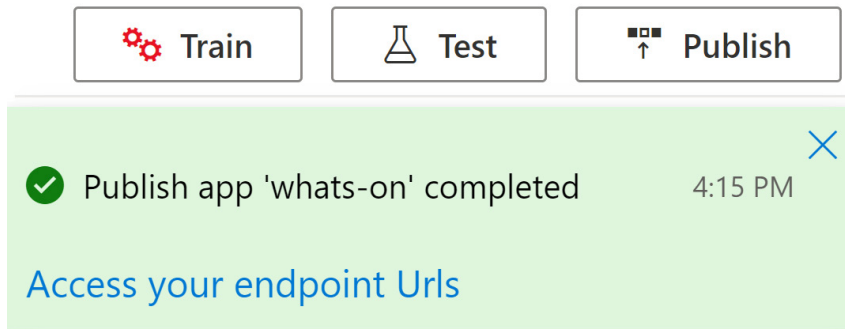 Train Test Publish
Publish app 'whats-on' completed 4:15 PM
Access your endpoint Urls